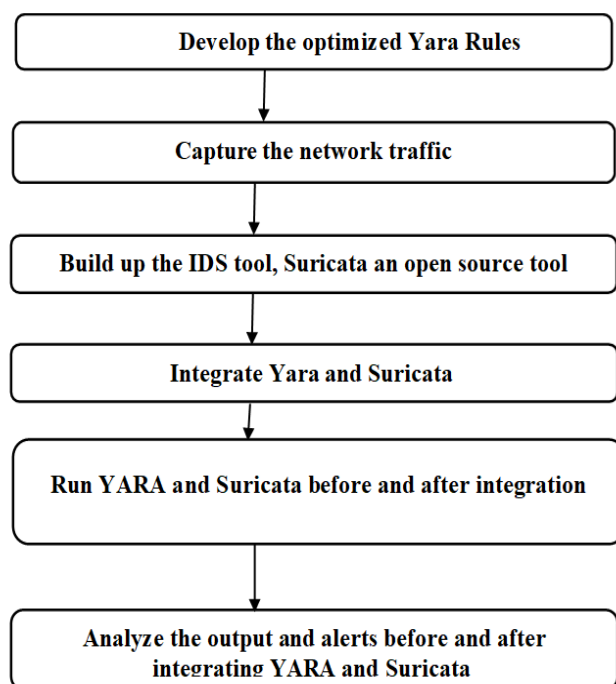 Develop the optimized Yara Rules
Capture the network traffic
Build up the IDS tool, Suricata an open source tool
Integrate Yara and Suricata
Run YARA and Suricata before and after integration
Analyze the output and alerts before and after
integrating YARA and Suricata